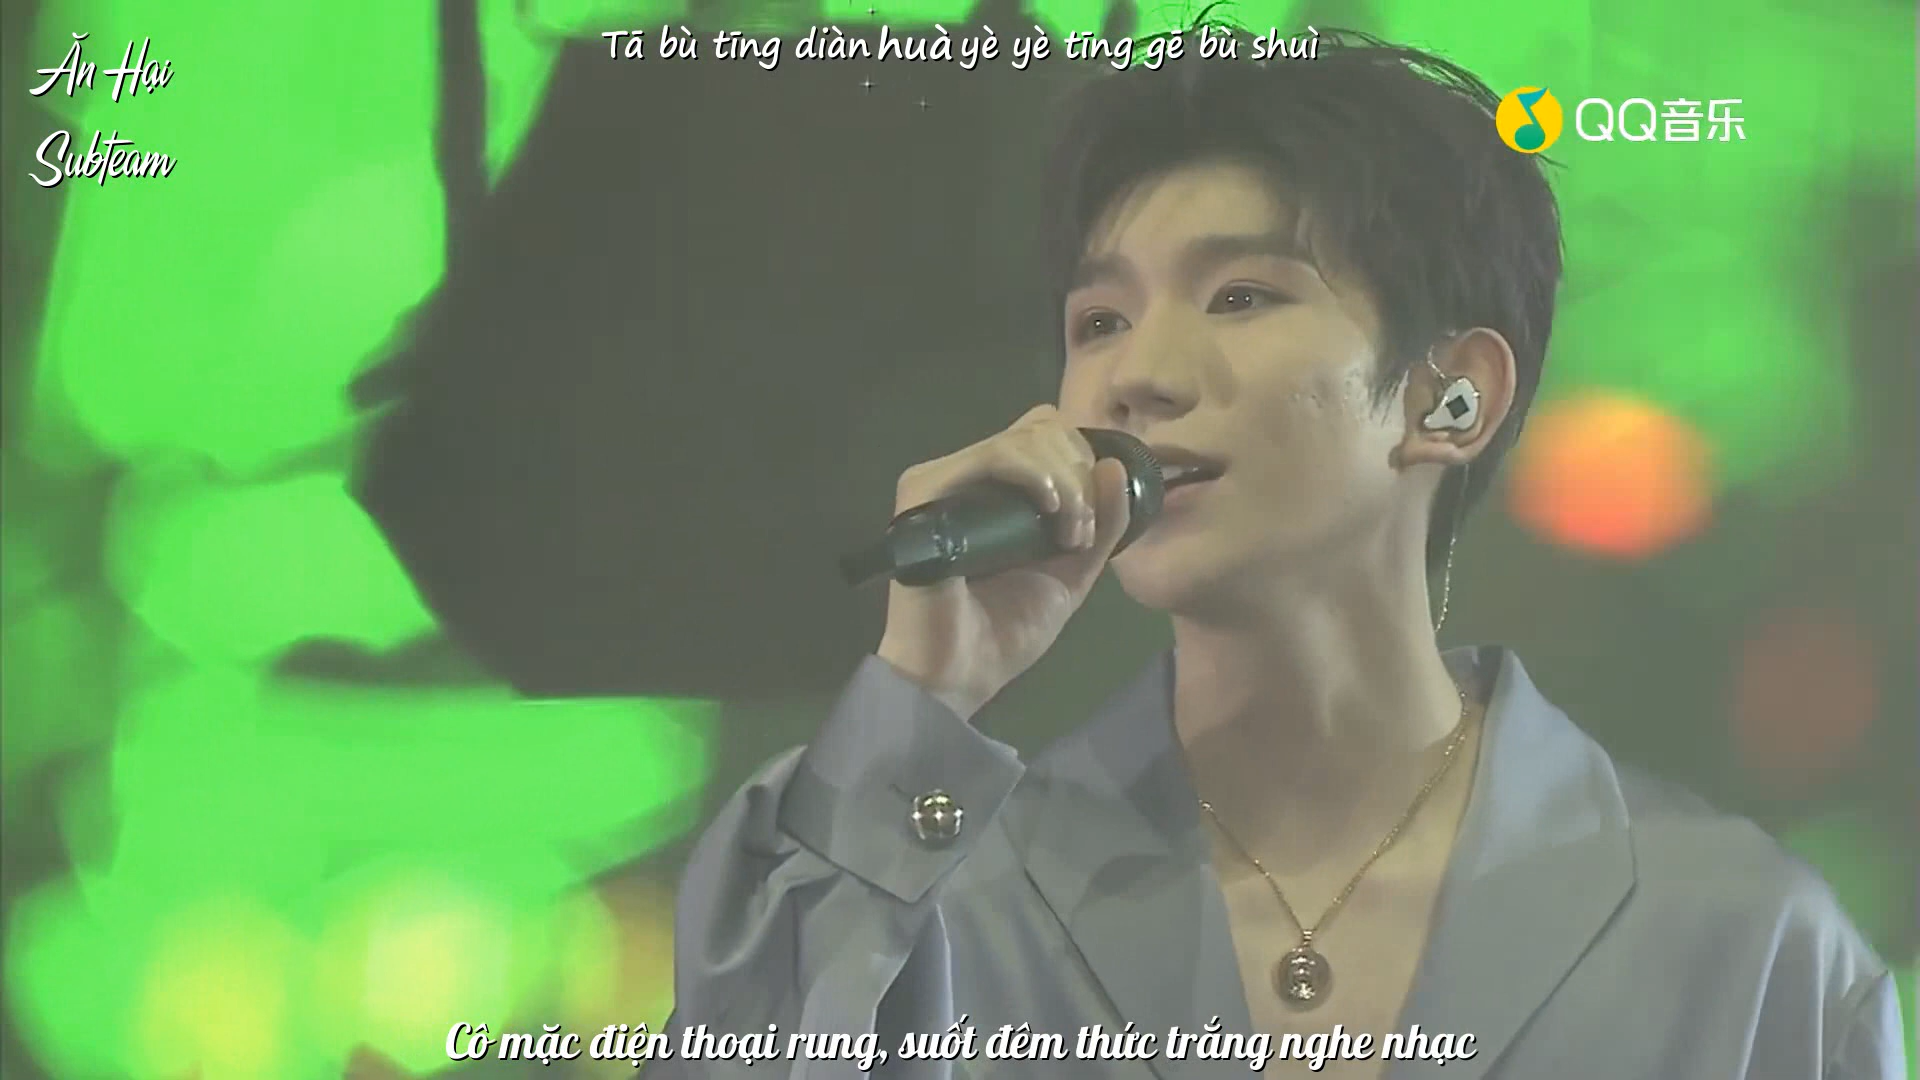 Tā bù tīng diàn huà yè yè tīng gē bù shuì
Ăn Hại
Subteam
QQ音乐
Cô mặc điện thoại rung, suốt đêm thức trắng nghe nhạc